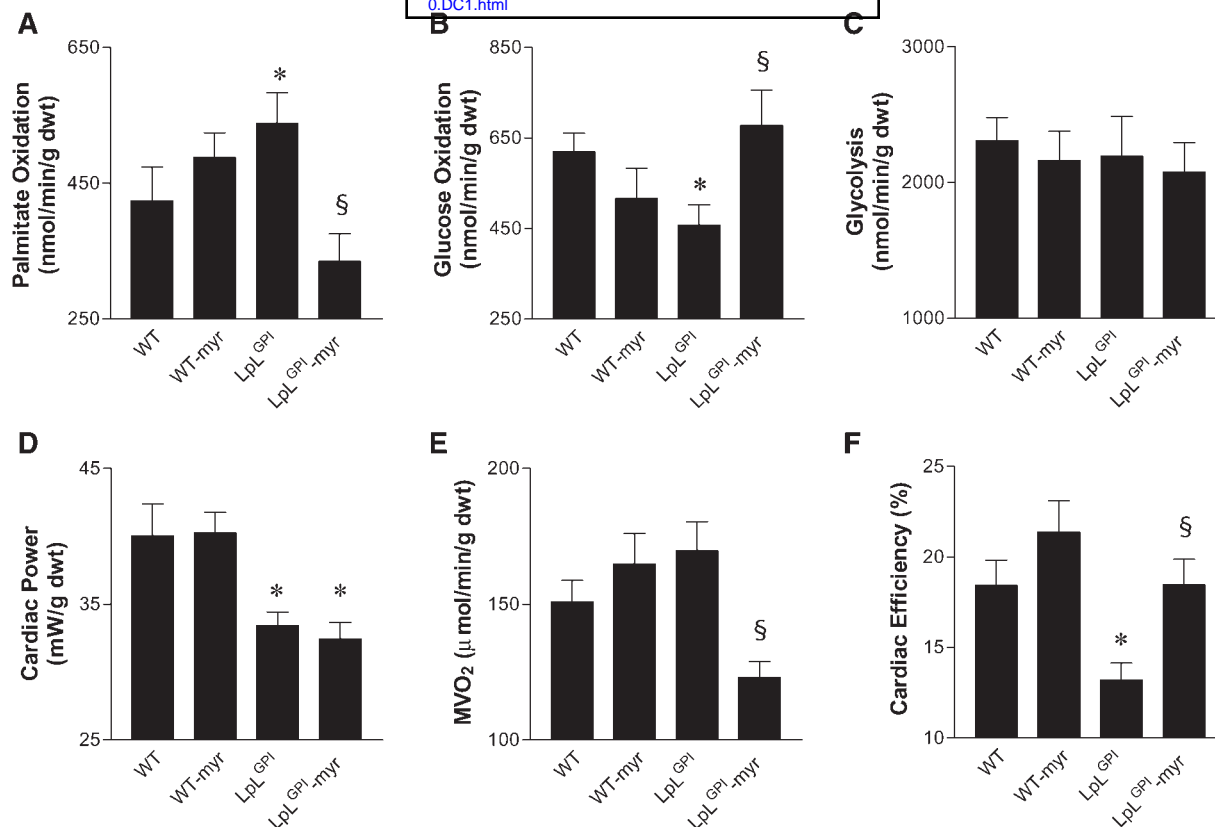 0.DC1.html
A
Palmitate Oxidation
(nmol/min/g dwt)
650
450
250
*
§
WT
WT-myr
LpL^GPI
LpL^GPI-myr
B
Glucose Oxidation
(nmol/min/g dwt)
850
650
450
250
*
§
WT
WT-myr
LpL^GPI
LpL^GPI-myr
C
Glycolysis
(nmol/min/g dwt)
3000
2000
1000
WT
WT-myr
LpL^GPI
LpL^GPI-myr
D
Cardiac Power
(mW/g dwt)
45
35
25
*
*
WT
WT-myr
LpL^GPI
LpL^GPI-myr
E
MVO₂ (μ mol/min/g dwt)
200
150
100
§
WT
WT-myr
LpL^GPI
LpL^GPI-myr
F
Cardiac Efficiency (%)
25
20
15
10
*
§
WT
WT-myr
LpL^GPI
LpL^GPI-myr